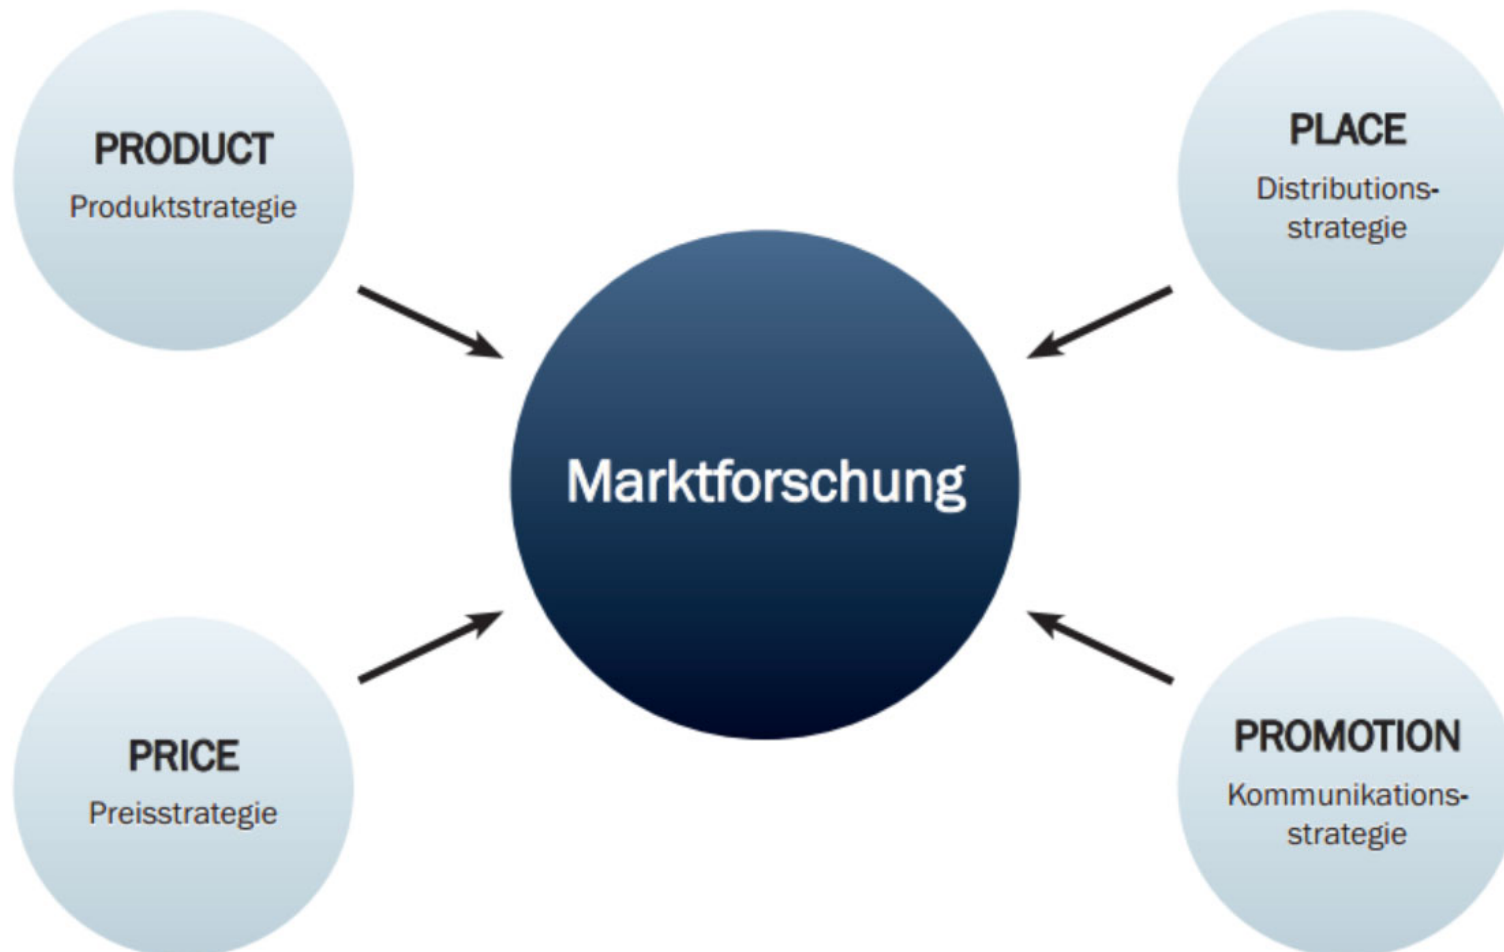 PRODUCT
Produktstrategie
PLACE
Distributions-
strategie
Marktforschung
PRICE
Preisstrategie
PROMOTION
Kommunikations-
strategie